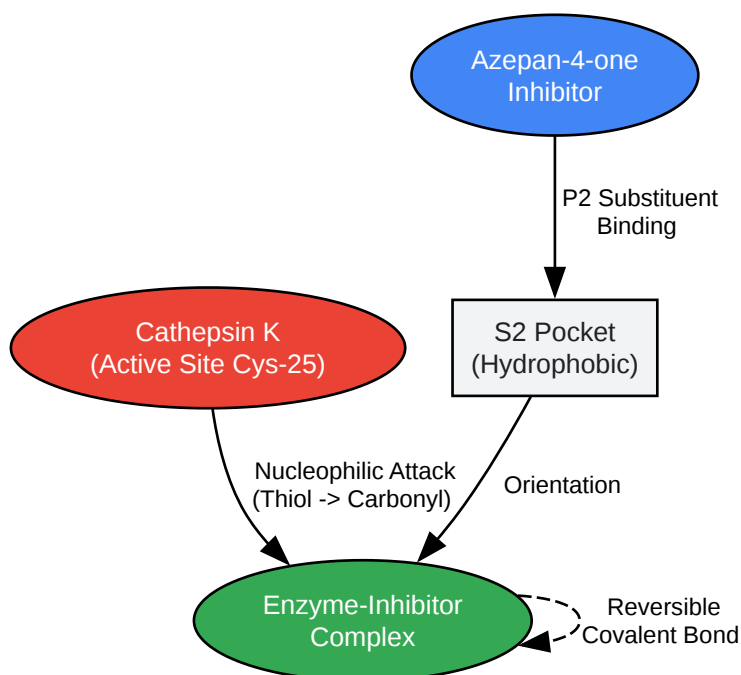 Azepan-4-one
Inhibitor
P2 Substituent
Binding
Cathepsin K
(Active Site Cys-25)
S2 Pocket
(Hydrophobic)
Nucleophilic Attack
(Thiol -> Carbonyl)
Orientation
Enzyme-Inhibitor
Complex
Reversible
Covalent Bond